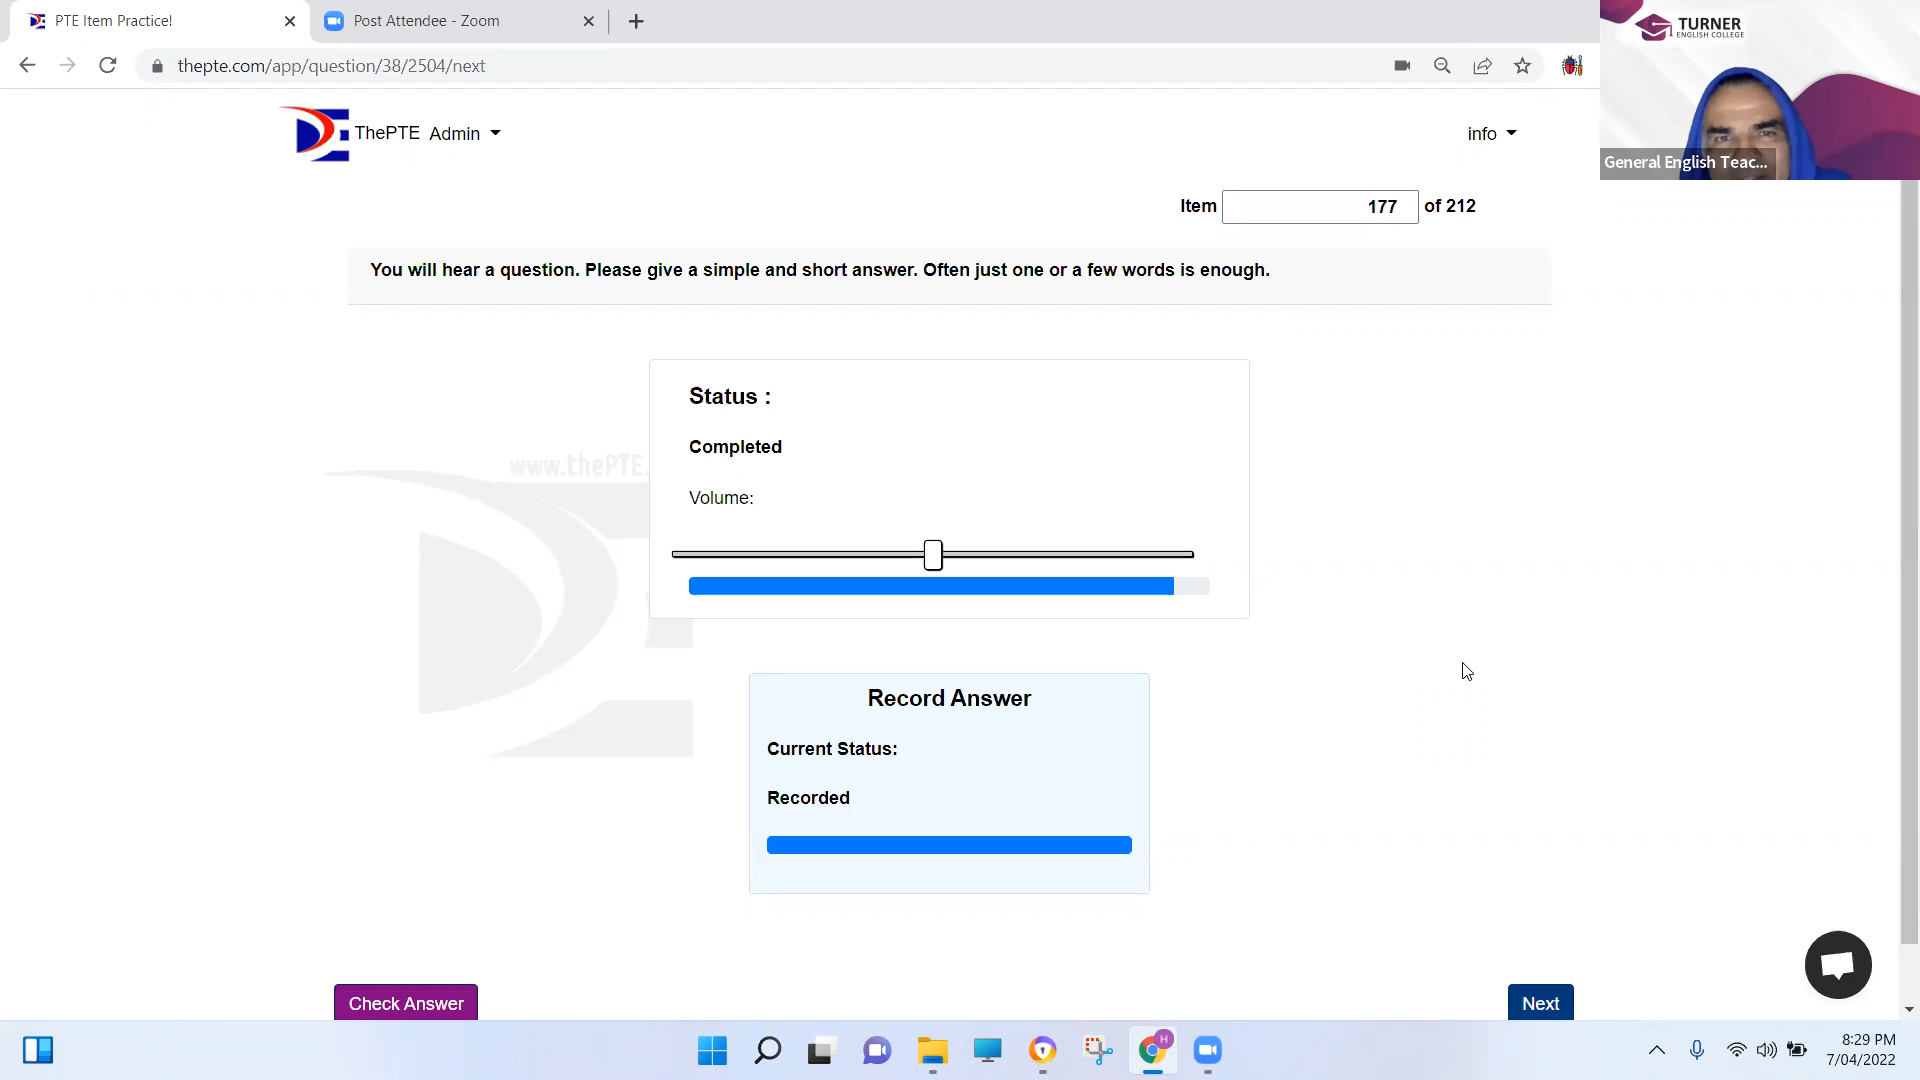 PTE Item Practice!
Post Attendee - Zoom
thepte.com/app/question/38/2504/next
TURNER
ENGLISH COLLEGE
General English Teac...
ThePTE Admin
info
Item 177 of 212
You will hear a question. Please give a simple and short answer. Often just one or a few words is enough.
Status :
Completed
www.thePTE.
Volume:
Record Answer
Current Status:
Recorded
Check Answer
Next
H
8:29 PM
7/04/2022